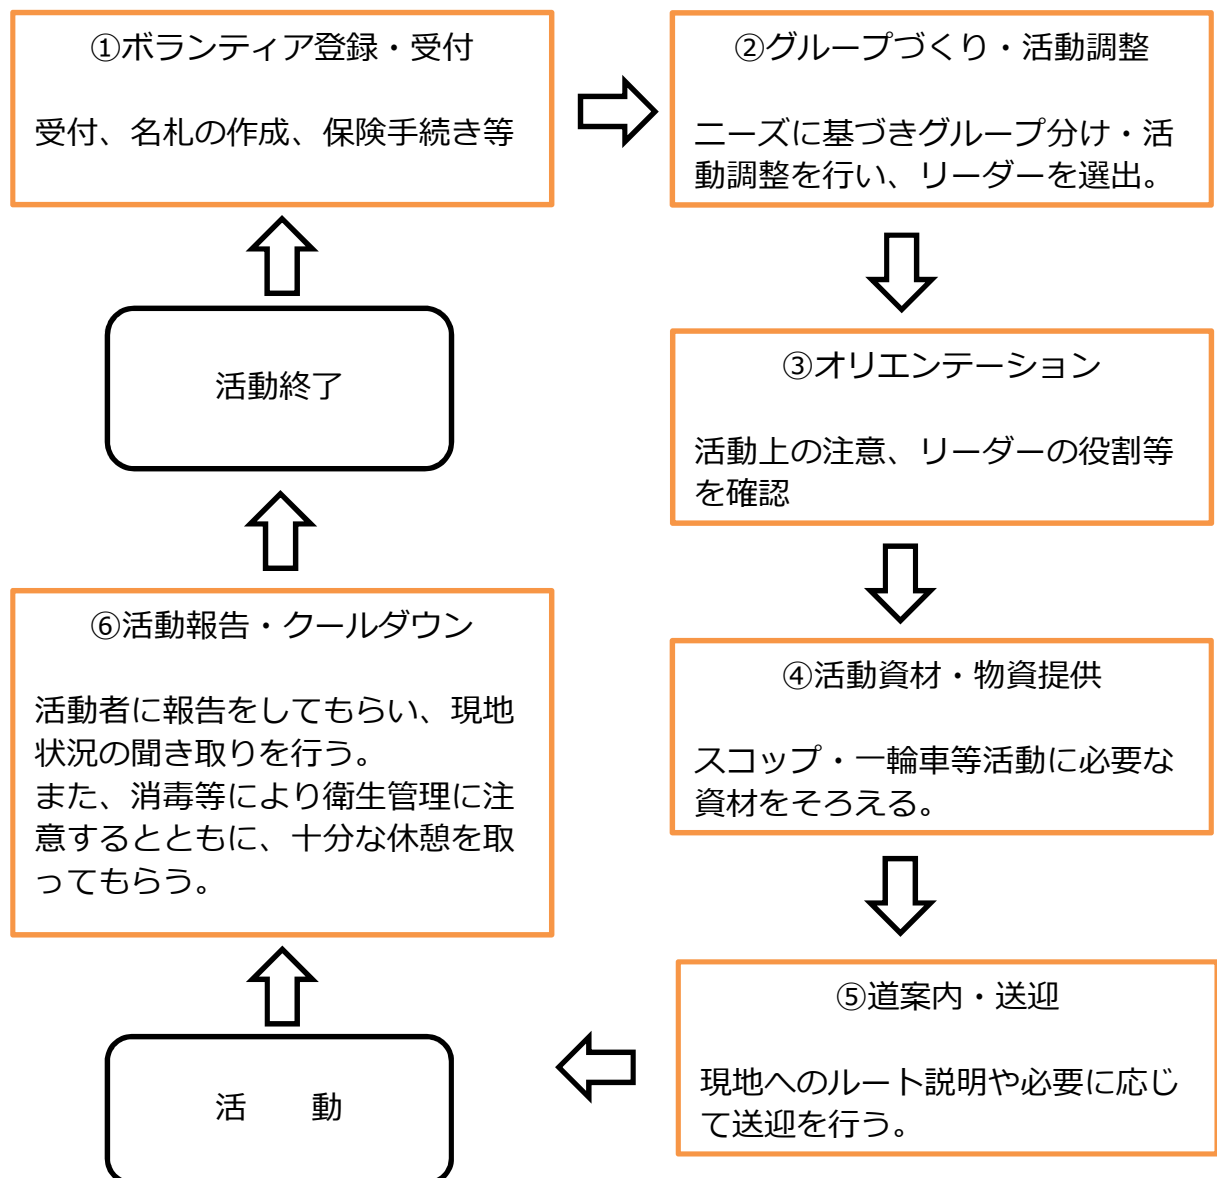 ①ボランティア登録・受付
受付、名札の作成、保険手続き等
②グループづくり・活動調整
ニーズに基づきグループ分け・活
動調整を行い、リーダーを選出。
③オリエンテーション
活動上の注意、リーダーの役割等
を確認
④活動資材・物資提供
スコップ・一輪車等活動に必要な
資材をそろえる。
⑤道案内・送迎
現地へのルート説明や必要に応じ
て送迎を行う。
活　　動
⑥活動報告・クールダウン
活動者に報告をしてもらい、現地
状況の聞き取りを行う。
また、消毒等により衛生管理に注
意するとともに、十分な休憩を取
ってもらう。
活動終了